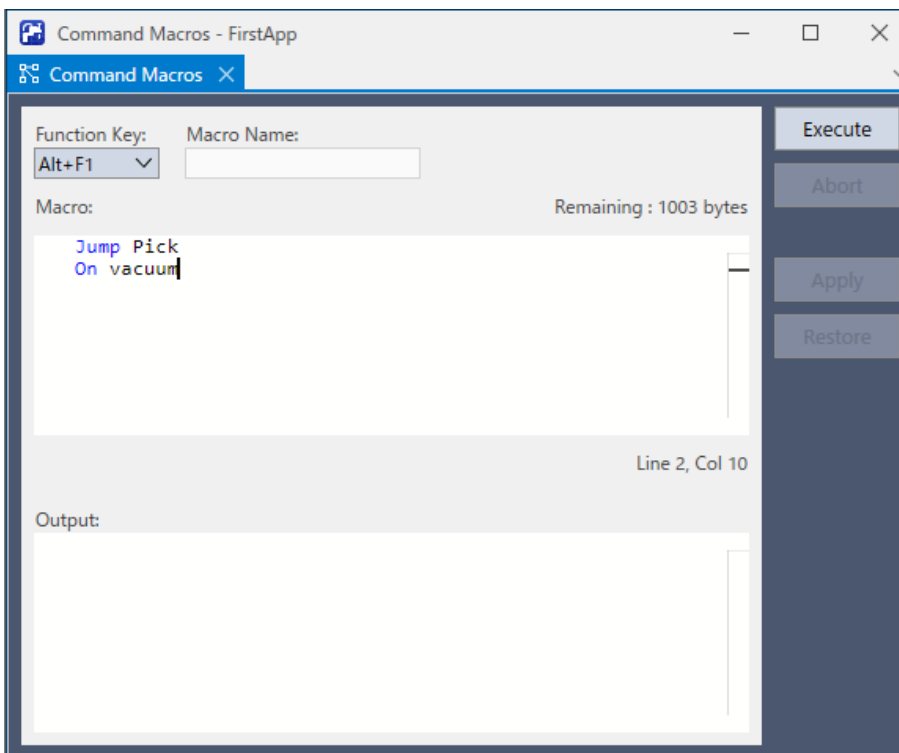 Command Macros - FirstApp
Command Macros
Function Key: Macro Name:
Alt+F1
Execute
Abort
Macro: Remaining : 1003 bytes
Jump Pick
On vacuum
Apply
Restore
Line 2, Col 10
Output: